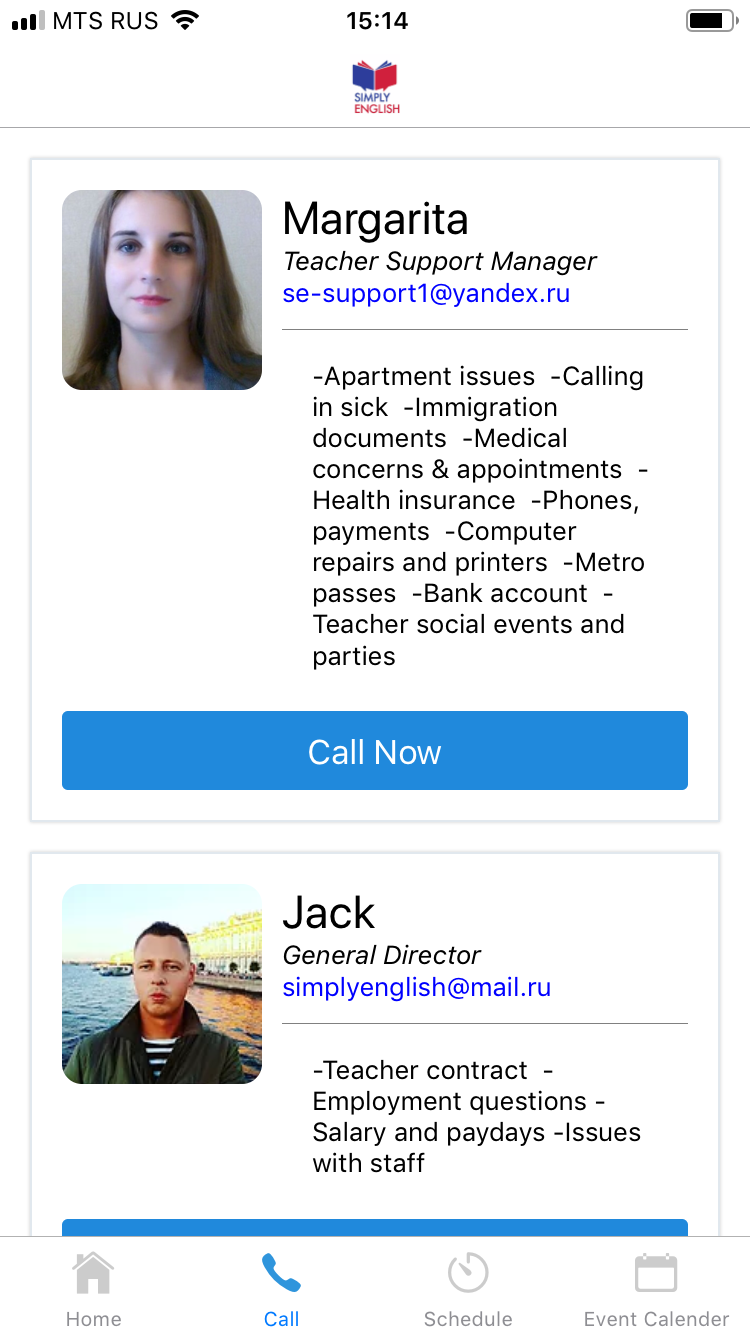 MTS RUS
15:14
SIMPLY
ENGLISH
Margarita
Teacher Support Manager
se-support1@yandex.ru
-Apartment issues  -Calling
in sick  -Immigration
documents  -Medical
concerns & appointments  -
Health insurance  -Phones,
payments  -Computer
repairs and printers  -Metro
passes  -Bank account  -
Teacher social events and
parties
Call Now
Jack
General Director
simplyenglish@mail.ru
-Teacher contract  -
Employment questions -
Salary and paydays -Issues
with staff
Home
Call
Schedule
Event Calender